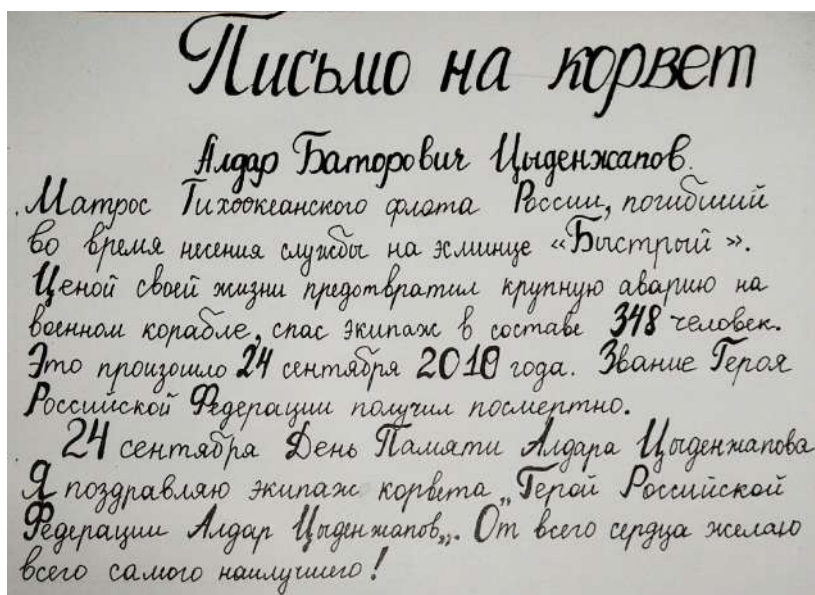 Письмо на корвет
Алдар Баторович Цыденжапов.
Матрос Тихоокеанского флота России, погибший
во время несения службы на эсминце «Быстрый».
Ценой своей жизни предотвратил крупную аварию на
военном корабле, спас экипаж в составе 348 человек.
Это произошло 24 сентября 2010 года. Звание Героя
Российской Федерации получил посмертно.
24 сентября День Памяти Алдара Цыденжапова
Я поздравляю экипаж корвета „Герой Российской
Федерации Алдар Цыденжапов„. От всего сердца желаю
всего самого наилучшего!